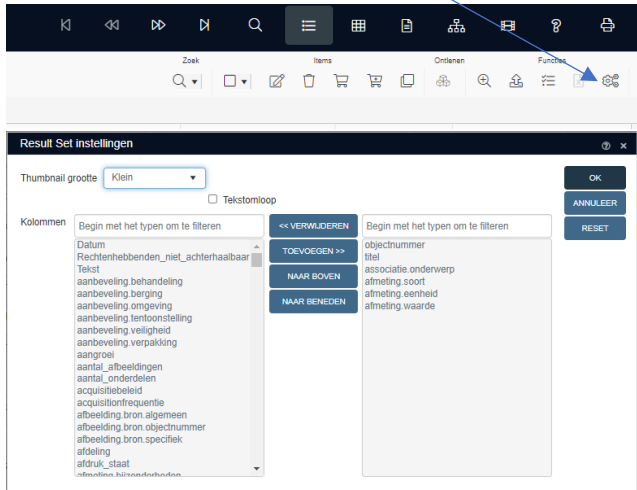 Zoek Items Ontlenen Functies
Result Set instellingen
Thumbnail grootte Klein
Tekstomloop
Kolommen
Begin met het typen om te filteren
Datum
Rechtenhebbenden_niet_achterhaalbaar
Tekst
aanbeveling.behandeling
aanbeveling.berging
aanbeveling.omgeving
aanbeveling.tentoonstelling
aanbeveling.veiligheid
aanbeveling.verpakking
aangroei
aantal_afbeeldingen
aantal_onderdelen
acquisitiebeleid
acquisitionfrequentie
afbeelding.bron.algemeen
afbeelding.bron.objectnummer
afbeelding.bron.specifiek
afdeling
afdruk_staat
afmeting.bijzonderheden
<< VERWIJDEREN
TOEVOEGEN >>
NAAR BOVEN
NAAR BENEDEN
Begin met het typen om te filteren
objectnummer
titel
associatie.onderwerp
afmeting.soort
afmeting.eenheid
afmeting.waarde
OK
ANNULEER
RESET